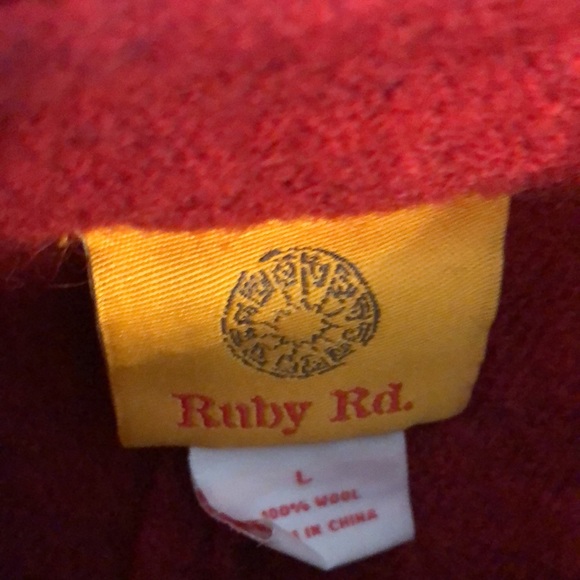 Ruby Rd.
L
100% WOOL
IN CHINA